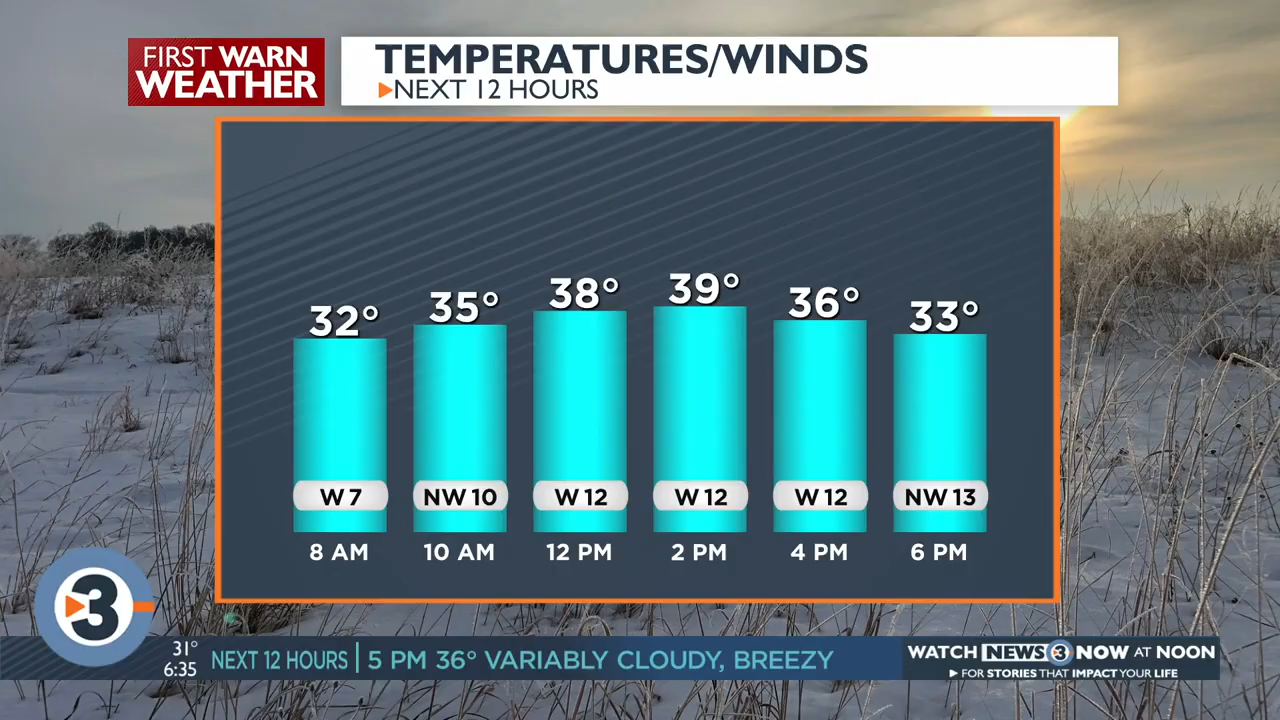 FIRST WARN
WEATHER
TEMPERATURES/WINDS
NEXT 12 HOURS
32° 35° 38° 39° 36° 33°
W 7 NW 10 W 12 W 12 W 12 NW 13
8 AM 10 AM 12 PM 2 PM 4 PM 6 PM
3
31°
6:35
NEXT 12 HOURS | 5 PM 36° VARIABLY CLOUDY, BREEZY
WATCH NEWS 3 NOW AT NOON
FOR STORIES THAT IMPACT YOUR LIFE